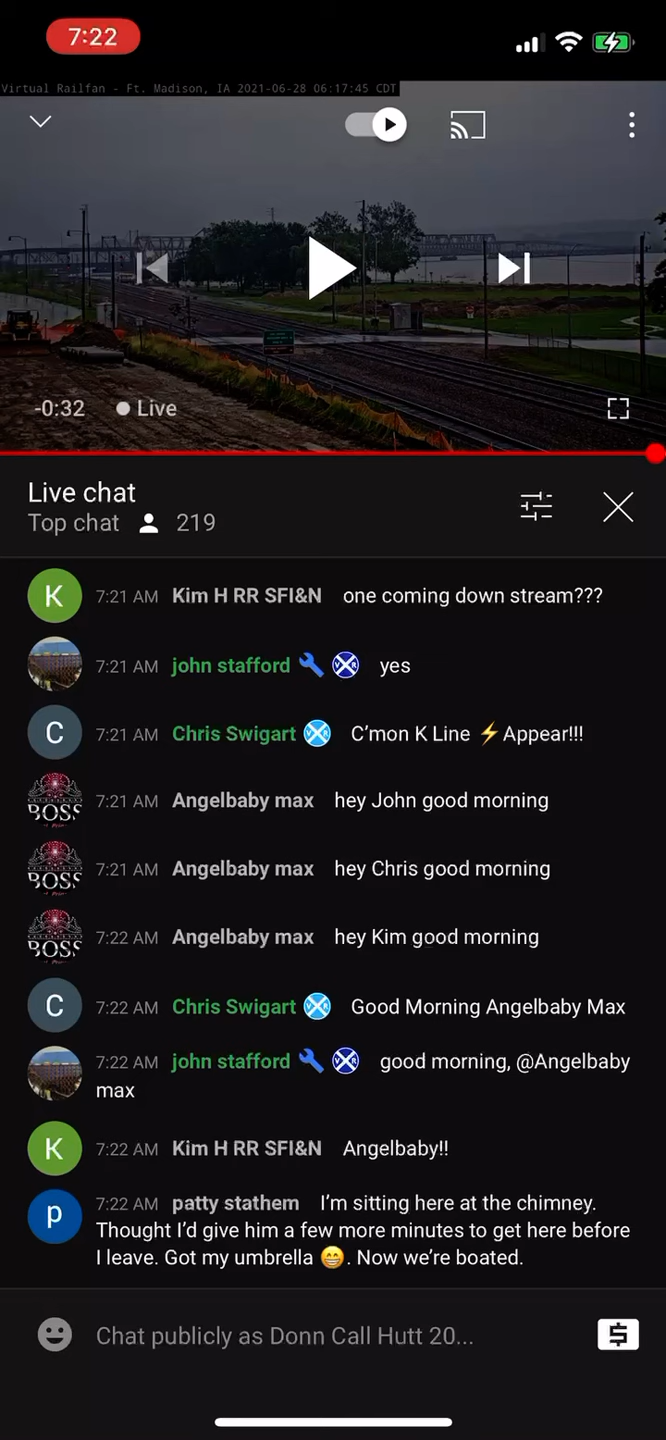 7:22
Virtual Railfan - Ft. Madison, IA 2021-06-28 06:17:45 CDT
-0:32 Live
Live chat
Top chat 219
K 7:21 AM Kim H RR SFI&N one coming down stream???
7:21 AM john stafford yes
C 7:21 AM Chris Swigart C’mon K Line ⚡Appear!!!
BOSS 7:21 AM Angelbaby max hey John good morning
BOSS 7:21 AM Angelbaby max hey Chris good morning
BOSS 7:22 AM Angelbaby max hey Kim good morning
C 7:22 AM Chris Swigart Good Morning Angelbaby Max
7:22 AM john stafford good morning, @Angelbaby
max
K 7:22 AM Kim H RR SFI&N Angelbaby!!
p 7:22 AM patty stathem I’m sitting here at the chimney.
Thought I’d give him a few more minutes to get here before
I leave. Got my umbrella 😁. Now we’re boated.
Chat publicly as Donn Call Hutt 20...